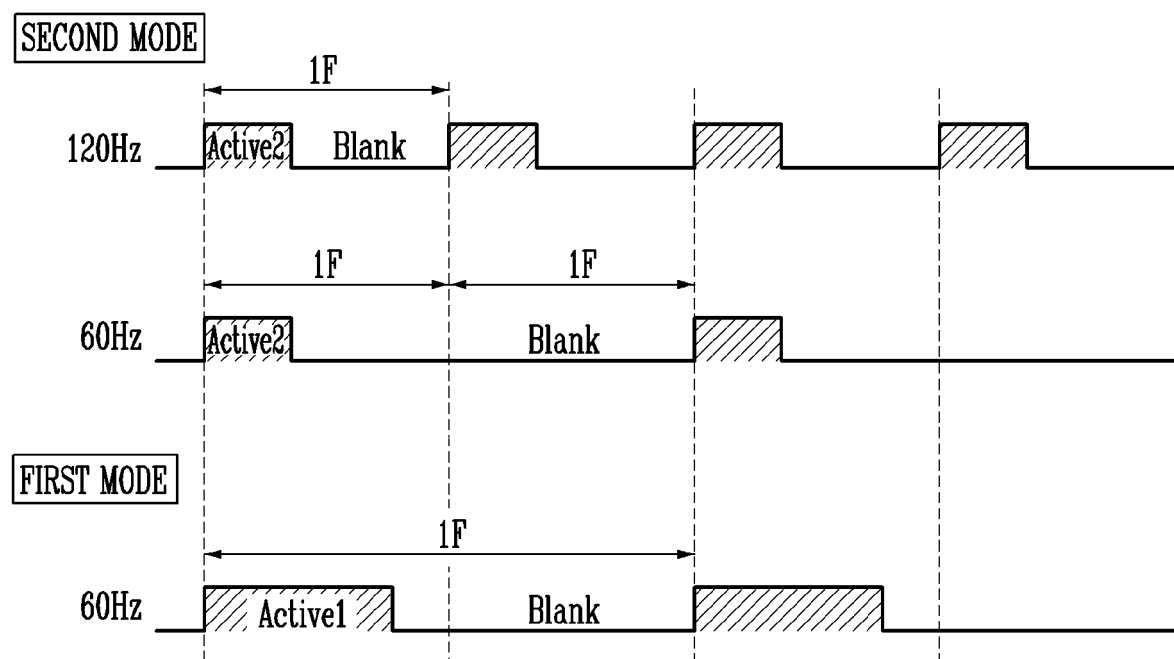 SECOND MODE
1F
120Hz Active2 Blank
1F 1F
60Hz Active2 Blank
FIRST MODE
1F
60Hz Active1 Blank